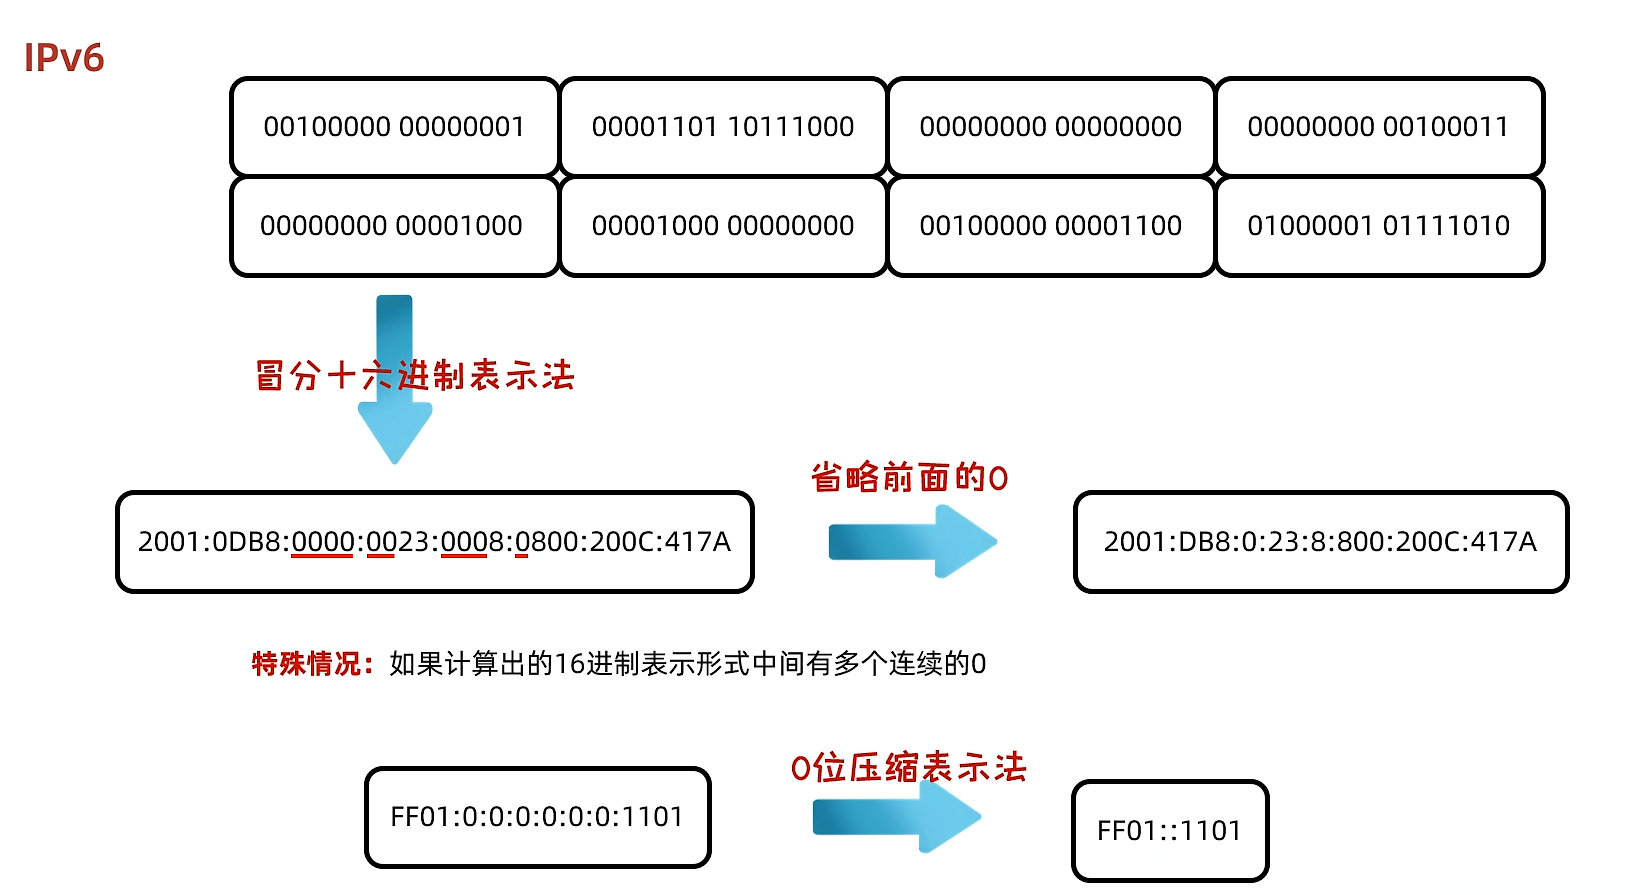 IPv6
00100000 00000001
00001101 10111000
00000000 00000000
00000000 00100011
00000000 00001000
00001000 00000000
00100000 00001100
01000001 01111010
冒分十六进制表示法
省略前面的0
2001:0DB8:0000:0023:0008:0800:200C:417A
2001:DB8:0:23:8:800:200C:417A
特殊情况：如果计算出的16进制表示形式中间有多个连续的0
0位压缩表示法
FF01:0:0:0:0:0:0:1101
FF01::1101